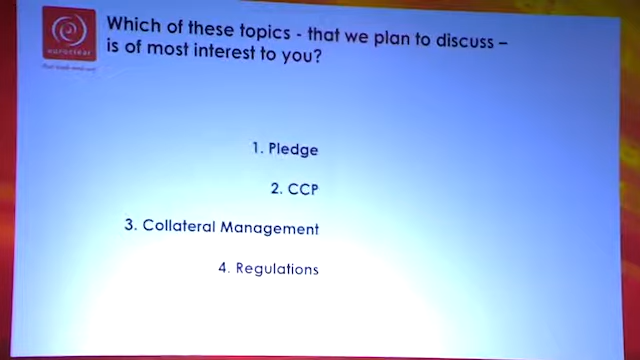 euroclear
Which of these topics - that we plan to discuss –
is of most interest to you?
1. Pledge
2. CCP
3. Collateral Management
4. Regulations